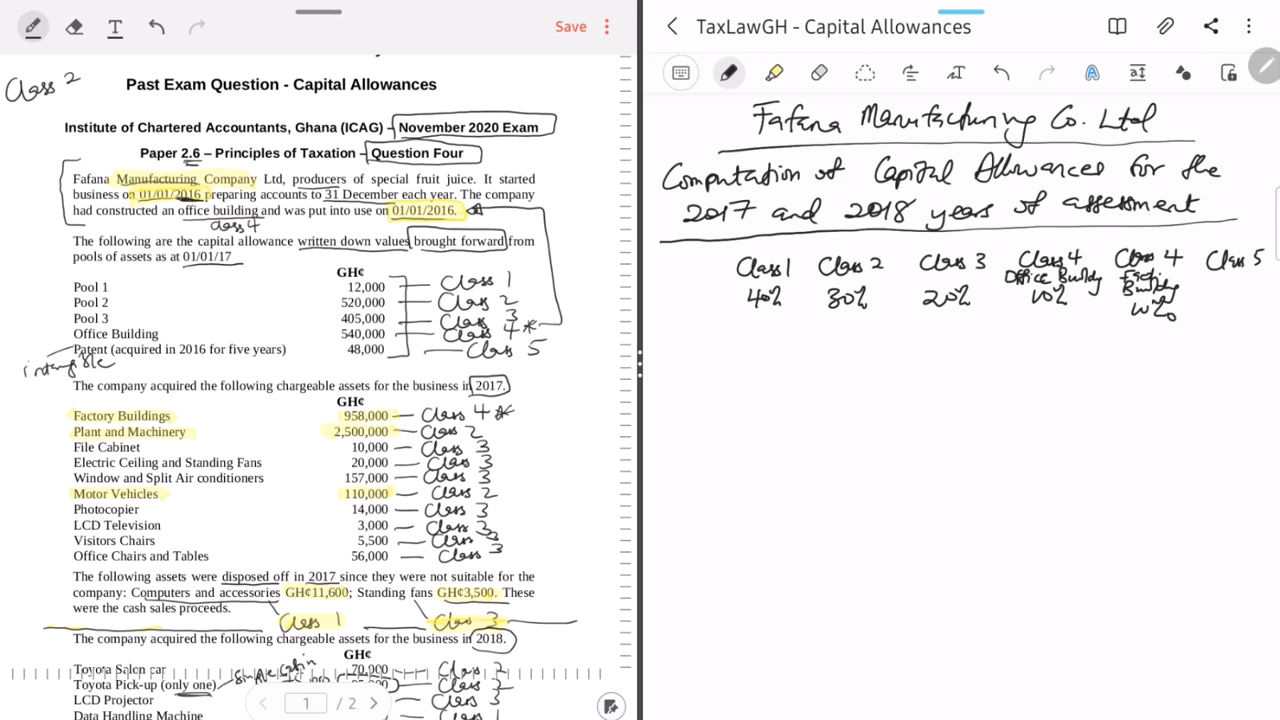 Save
TaxLawGH - Capital Allowances
Class 2
Past Exam Question - Capital Allowances
Institute of Chartered Accountants, Ghana (ICAG) – November 2020 Exam
Paper 2.6 – Principles of Taxation – Question Four
Fafana Manufacturing Company Ltd, producers of special fruit juice. It started
business on 01/01/2016 preparing accounts to 31 December each year. The company
had constructed an office building and was put into use on 01/01/2016.
class 4
The following are the capital allowance written down values brought forward from
pools of assets as at 01/01/17
GH¢
Pool 1 12,000 Class 1
Pool 2 520,000 Class 2
Pool 3 405,000 Class 3
Office Building 540,000 Class 4*
Patent (acquired in 2016 for five years) 48,000 Class 5
intangible
The company acquired the following chargeable assets for the business in 2017.
GH¢
Factory Buildings 958,000 Class 4*
Plant and Machinery 2,500,000 Class 2
File Cabinet 10,000 Class 3
Electric Ceiling and Standing Fans 20,000 Class 3
Window and Split Air conditioners 157,000 Class 3
Motor Vehicles 110,000 Class 2
Photocopier 14,000 Class 3
LCD Television 3,000 Class 3
Visitors Chairs 5,500 Class 3
Office Chairs and Tables 56,000 Class 3
The following assets were disposed off in 2017 since they were not suitable for the
company: Computers and accessories GH¢11,600; Standing fans GH¢3,500. These
were the cash sales proceeds.
Class 1 Class 3
The company acquired the following chargeable assets for the business in 2018.
GH¢
Toyota Salon car 70,000 Class 2
Toyota Pick-up (only one) Class 2
LCD Projector Class 3
Data Handling Machine Class 1
1 / 2
Fafana Manufacturing Co. Ltd
Computation of Capital Allowances for the
2017 and 2018 years of assessment
Class 1 Class 2 Class 3 Class 4 Class 4 Class 5
Office Building Factory Building
40% 30% 20% 10% 10%